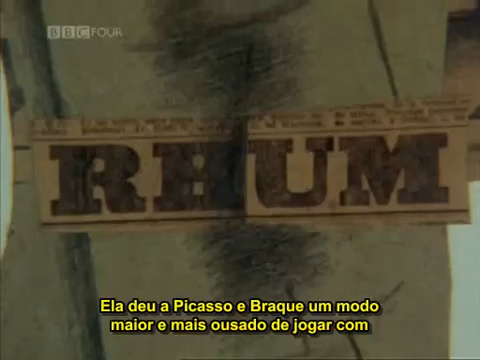 BBC FOUR
RHUM
Ela deu a Picasso e Braque um modo
maior e mais ousado de jogar com